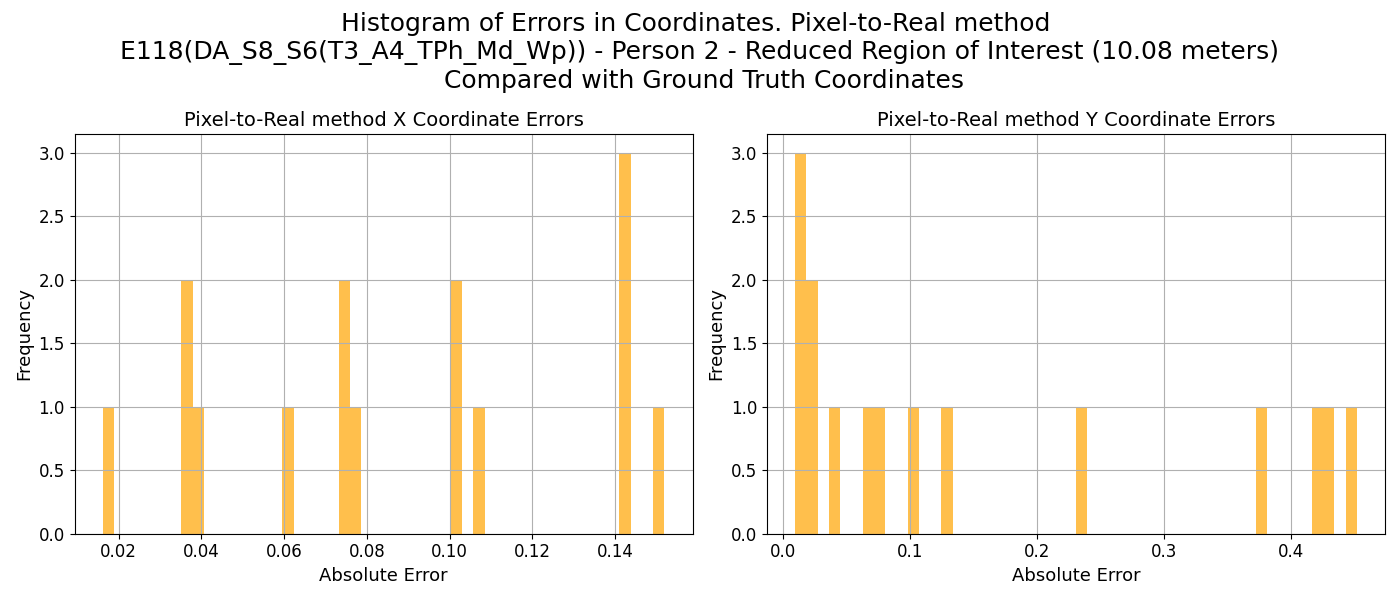 Histogram of Errors in Coordinates. Pixel-to-Real method
E118(DA_S8_S6(T3_A4_TPh_Md_Wp)) - Person 2 - Reduced Region of Interest (10.08 meters)
Compared with Ground Truth Coordinates
Pixel-to-Real method X Coordinate Errors
3.0
2.5
2.0
1.5
1.0
0.5
0.0
Frequency
0.02 0.04 0.06 0.08 0.10 0.12 0.14
Absolute Error
Pixel-to-Real method Y Coordinate Errors
3.0
2.5
2.0
1.5
1.0
0.5
0.0
Frequency
0.0 0.1 0.2 0.3 0.4
Absolute Error